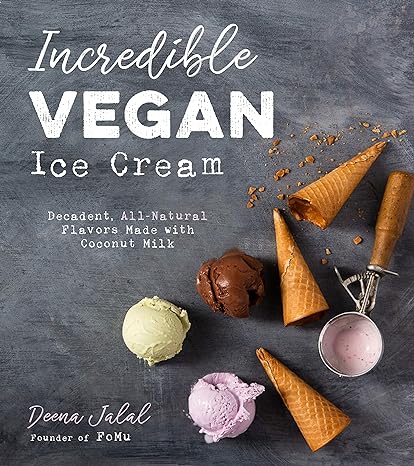 Incredible
VEGAN
Ice Cream
Decadent, All-Natural
Flavors Made with
Coconut Milk
Deena Jalal
Founder of FoMu